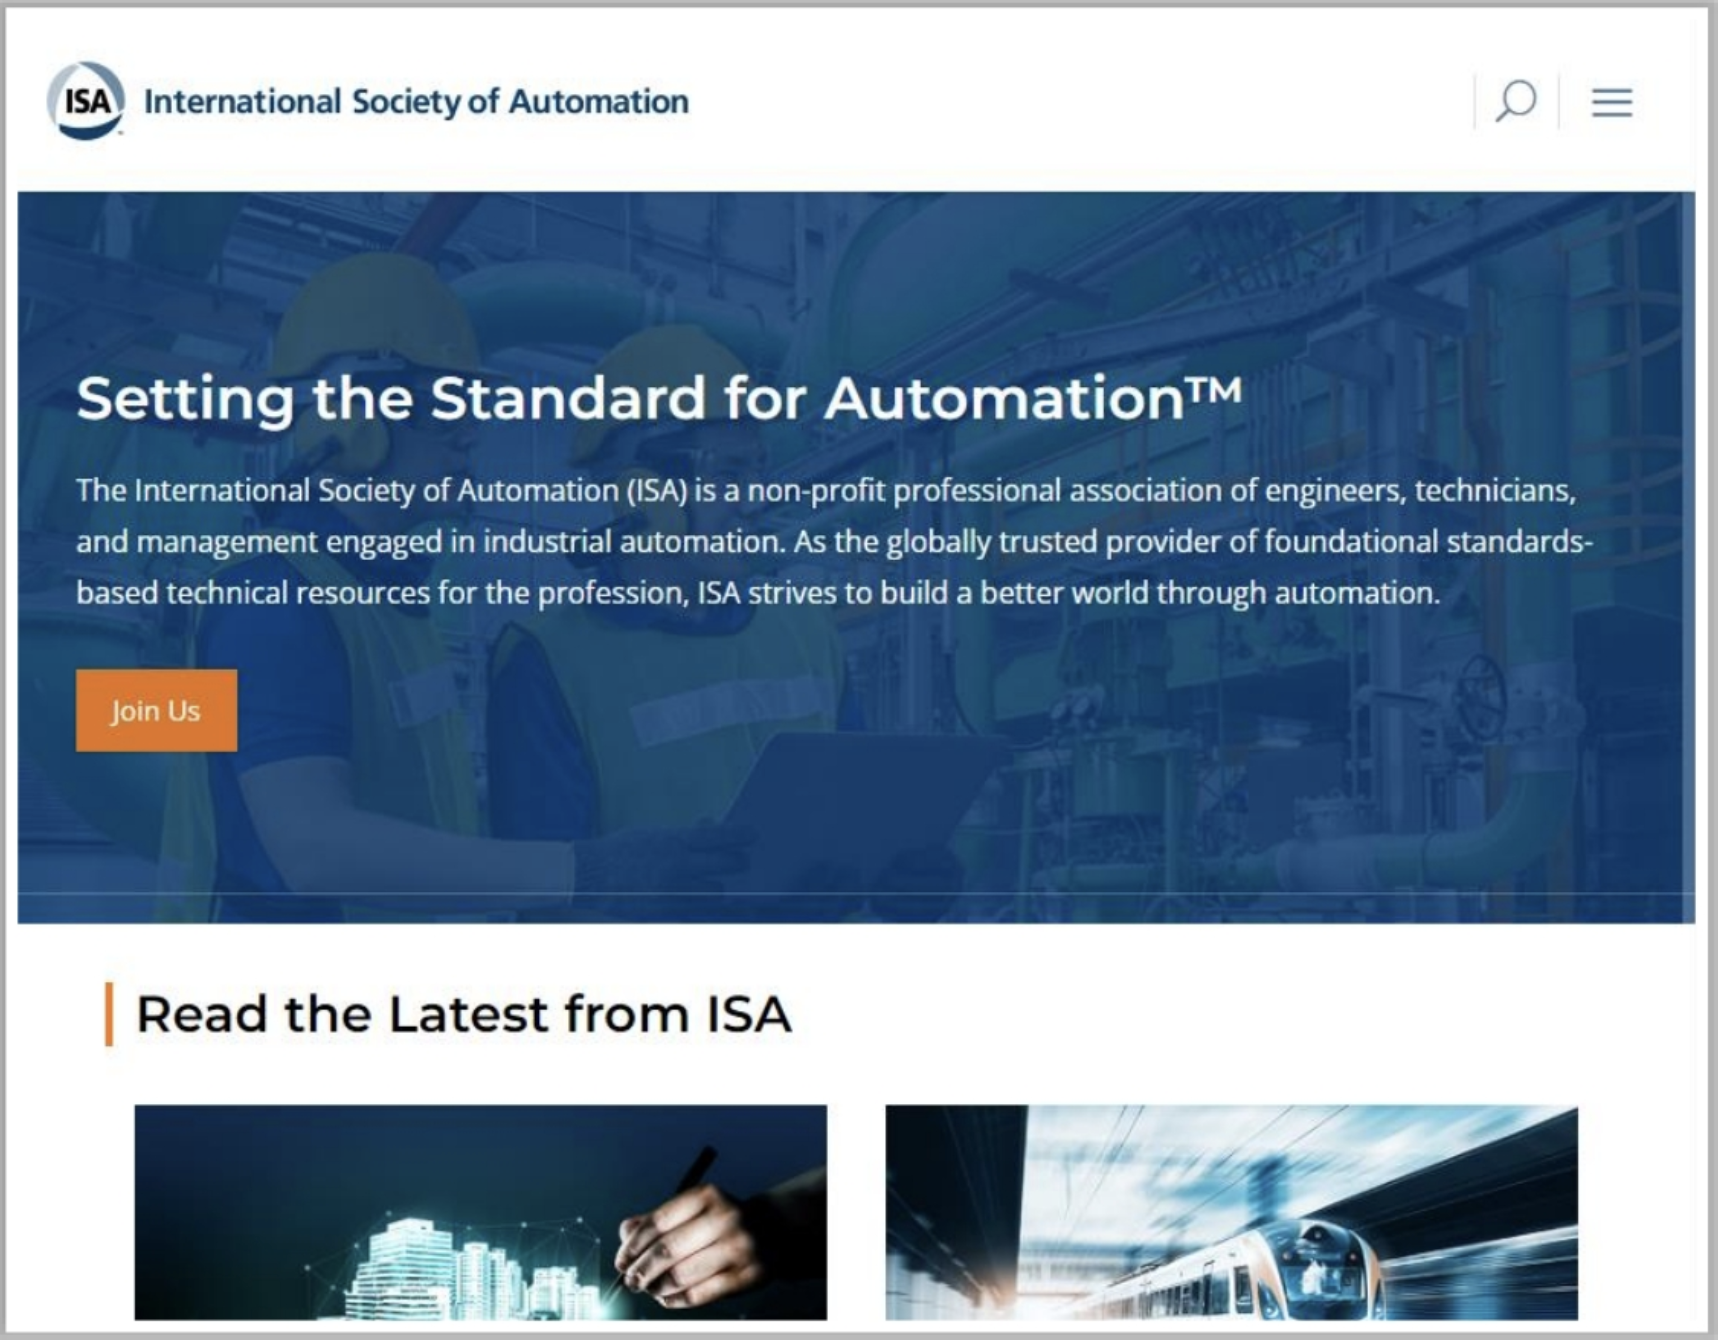 ISA International Society of Automation
Setting the Standard for Automation™
The International Society of Automation (ISA) is a non-profit professional association of engineers, technicians,
and management engaged in industrial automation. As the globally trusted provider of foundational standards-
based technical resources for the profession, ISA strives to build a better world through automation.
Join Us
Read the Latest from ISA